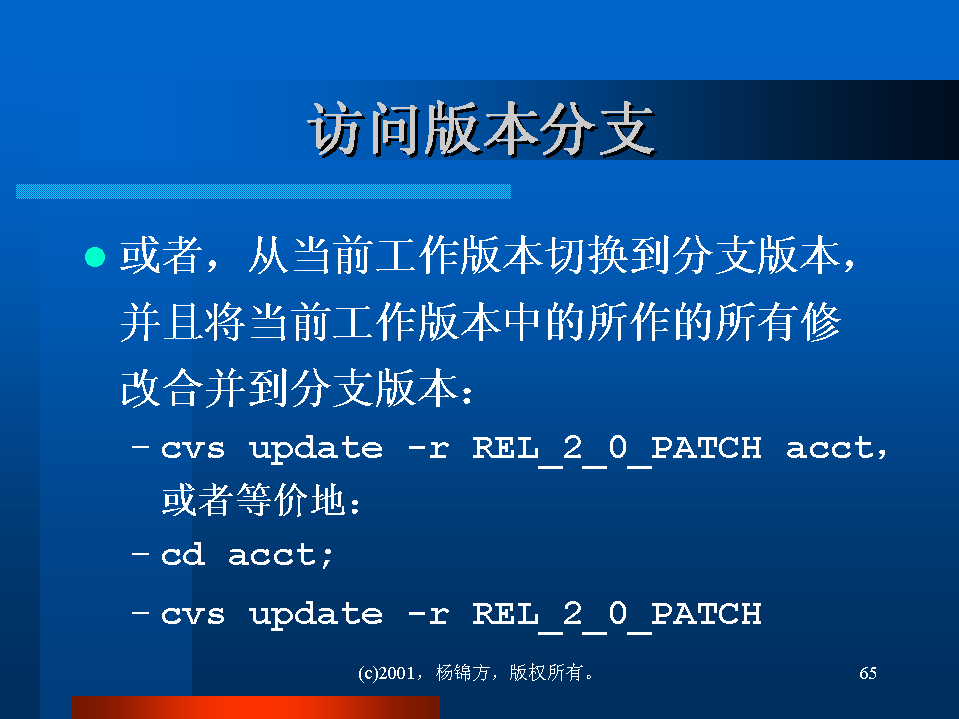 访问版本分支
或者，从当前工作版本切换到分支版本，
并且将当前工作版本中的所作的所有修
改合并到分支版本：
–cvs update -r REL_2_0_PATCH acct，
或者等价地：
–cd acct;
–cvs update -r REL_2_0_PATCH
(c)2001，杨锦方，版权所有。
65